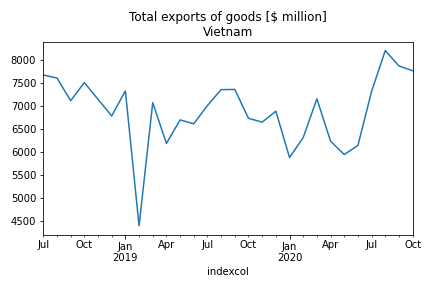 Total exports of goods [$ million]
Vietnam
8000
7500
7000
6500
6000
5500
5000
4500
Jul Oct Jan Apr Jul Oct Jan Apr Jul Oct
2019 2020
indexcol